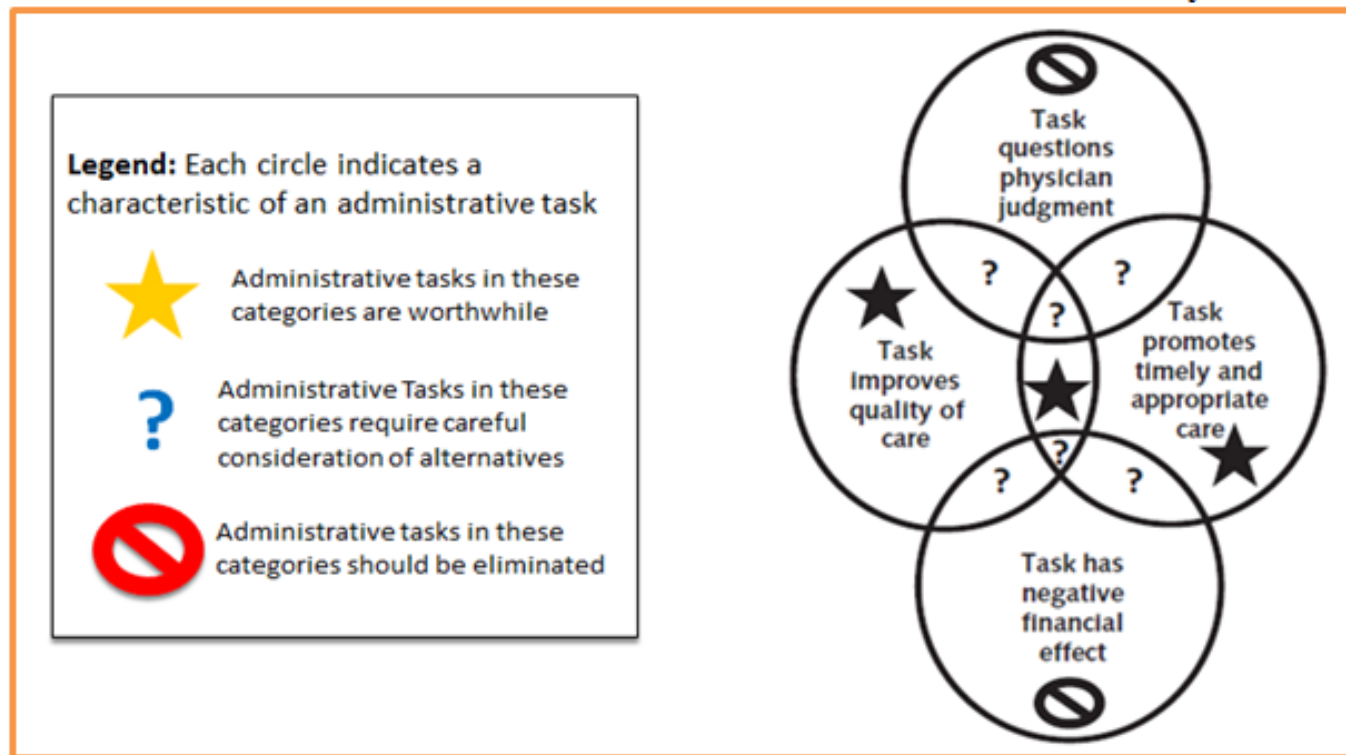 Legend: Each circle indicates a
characteristic of an administrative task
Administrative tasks in these
categories are worthwhile
?
Administrative Tasks in these
categories require careful
consideration of alternatives
Administrative tasks in these
categories should be eliminated
Task
questions
physician
judgment
?
?
?
Task
improves
quality of
care
Task
promotes
timely and
appropriate
care
?
?
?
Task has
negative
financial
effect